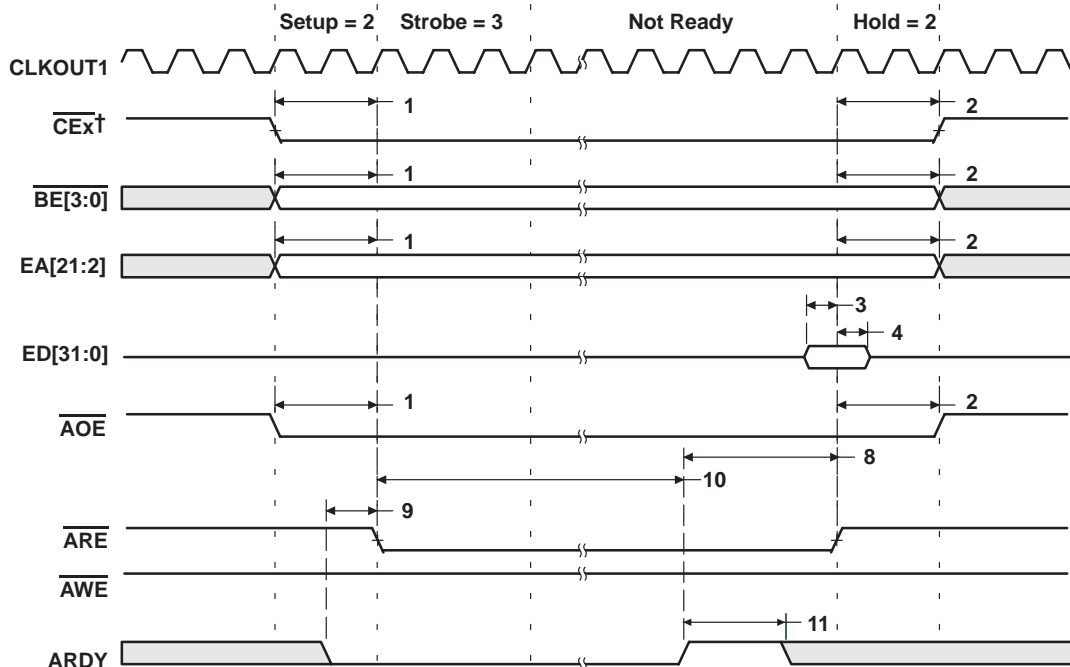 Setup = 2 Strobe = 3 Not Ready Hold = 2
CLKOUT1
1 2
CEx†
1 2
BE[3:0]
1 2
EA[21:2]
3
4
ED[31:0]
1 2
AOE
8
10
9
ARE
AWE
11
ARDY